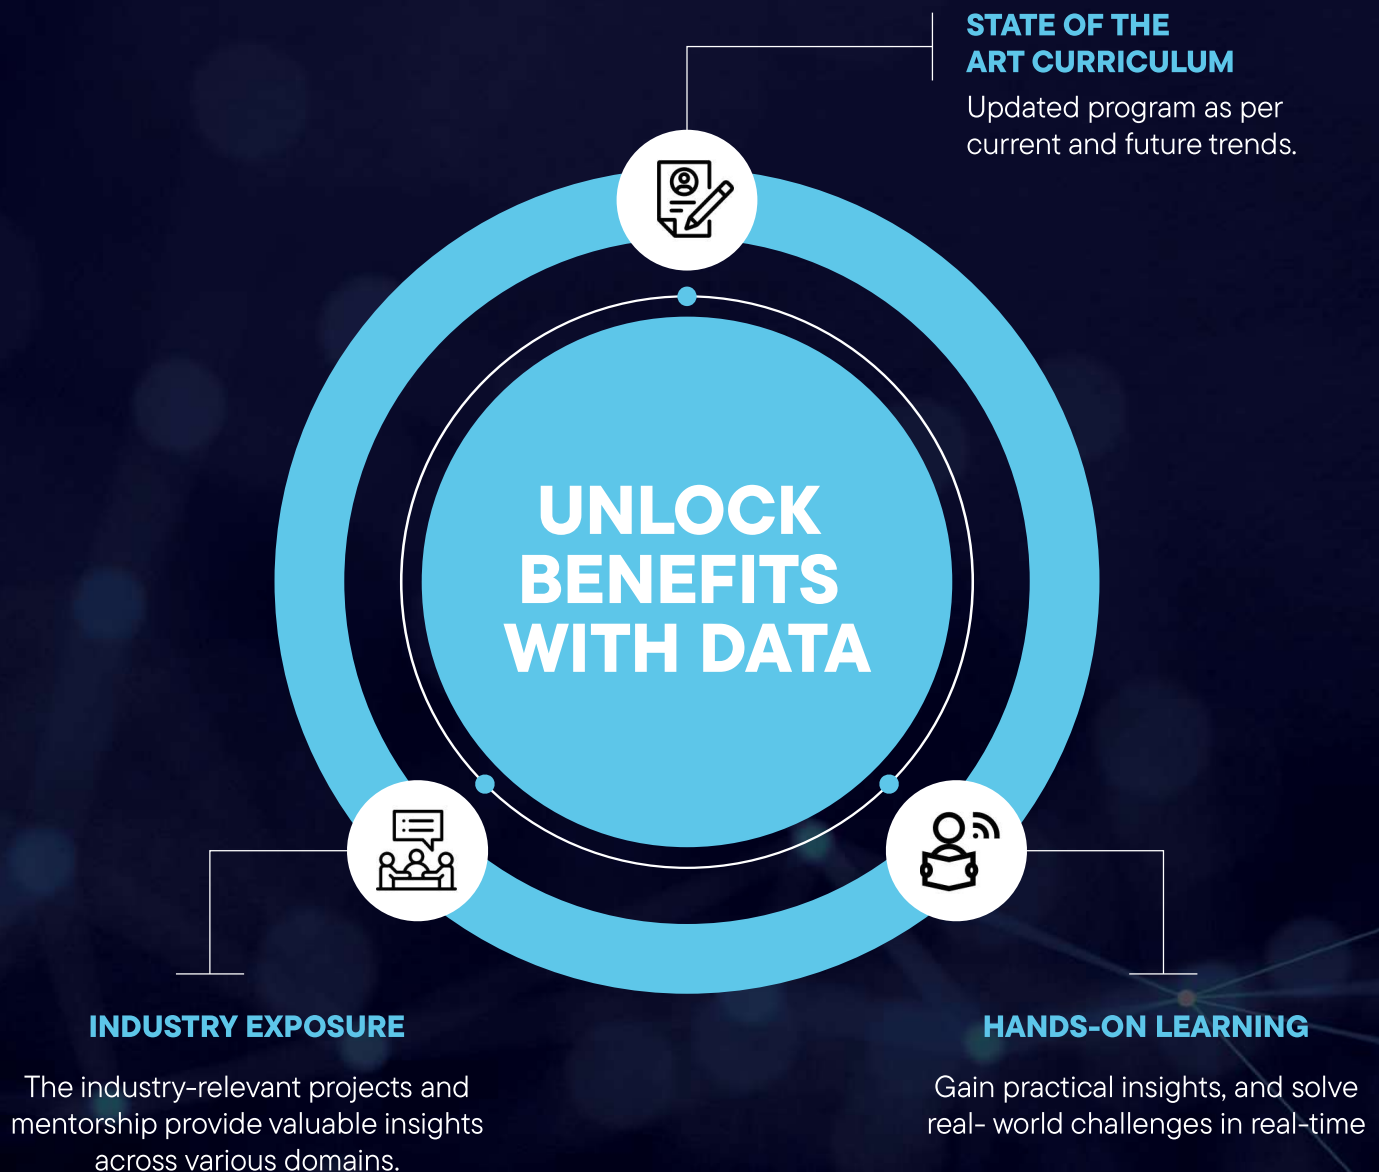 STATE OF THE
ART CURRICULUM
Updated program as per
current and future trends.
UNLOCK
BENEFITS
WITH DATA
INDUSTRY EXPOSURE
The industry-relevant projects and
mentorship provide valuable insights
across various domains.
HANDS-ON LEARNING
Gain practical insights, and solve
real- world challenges in real-time